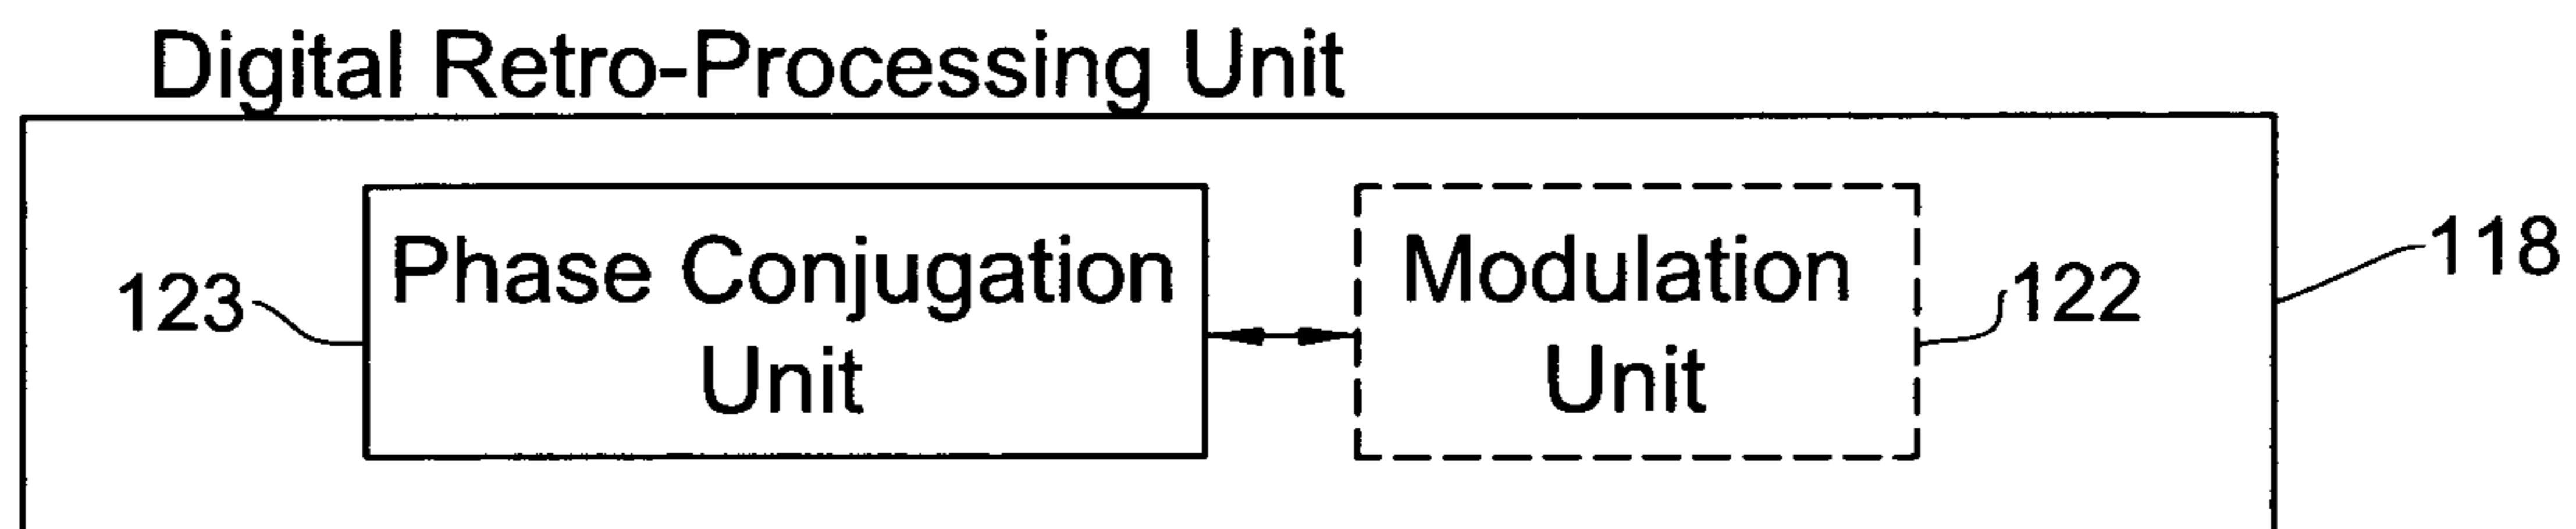 Digital Retro-Processing Unit
Phase Conjugation
Unit
Modulation
Unit
123
122
118